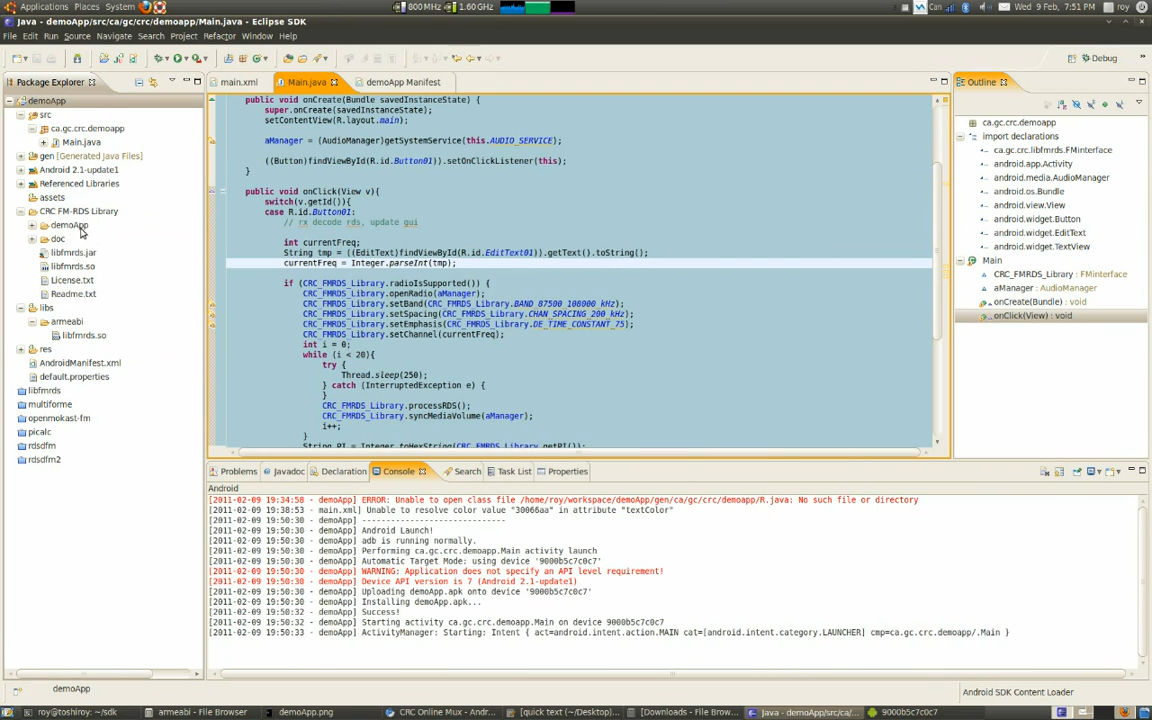 Applications Places System 800 MHz 1.60 GHz Can Wed 9 Feb, 7:51 PM roy
Java - demoApp/src/ca/gc/crc/demoapp/Main.java - Eclipse SDK
File Edit Run Source Navigate Search Project Refactor Window Help
Debug
Package Explorer
demoApp
src
ca.gc.crc.demoapp
Main.java
gen [Generated Java Files]
Android 2.1-update1
Referenced Libraries
assets
CRC FM-RDS Library
demoApp
doc
libfmrds.jar
libfmrds.so
License.txt
Readme.txt
libs
armeabi
libfmrds.so
res
AndroidManifest.xml
default.properties
libfmrds
multiforme
openmokast-fm
picalc
rdsdfm
rdsdfm2
main.xml Main.java demoApp Manifest
public void onCreate(Bundle savedInstanceState) {
super.onCreate(savedInstanceState);
setContentView(R.layout.main);
aManager = (AudioManager)getSystemService(this.AUDIO_SERVICE);
((Button)findViewById(R.id.Button01)).setOnClickListener(this);
}
public void onClick(View v){
switch(v.getId()){
case R.id.Button01:
// rx decode rds, update gui
int currentFreq;
String tmp = ((EditText)findViewById(R.id.EditText01)).getText().toString();
currentFreq = Integer.parseInt(tmp);
if (CRC_FMRDS_Library.radioIsSupported()) {
CRC_FMRDS_Library.openRadio(aManager);
CRC_FMRDS_Library.setBand(CRC_FMRDS_Library.BAND_87500_108000_kHz);
CRC_FMRDS_Library.setSpacing(CRC_FMRDS_Library.CHAN_SPACING_200_kHz);
CRC_FMRDS_Library.setEmphasis(CRC_FMRDS_Library.DE_TIME_CONSTANT_75);
CRC_FMRDS_Library.setChannel(currentFreq);
int i = 0;
while (i < 20){
try {
Thread.sleep(250);
} catch (InterruptedException e) {
}
CRC_FMRDS_Library.processRDS();
CRC_FMRDS_Library.syncMediaVolume(aManager);
i++;
}
String PI = Integer.toHexString(CRC_FMRDS_Library.getPI());
Outline
ca.gc.crc.demoapp
import declarations
ca.gc.crc.libfmrds.FMinterface
android.app.Activity
android.media.AudioManager
android.os.Bundle
android.view.View
android.widget.Button
android.widget.EditText
android.widget.TextView
Main
CRC_FMRDS_Library : FMinterface
aManager : AudioManager
onCreate(Bundle) : void
onClick(View) : void
Problems Javadoc Declaration Console Search Task List Properties
Android
[2011-02-09 19:34:58 - demoApp] ERROR: Unable to open class file /home/roy/workspace/demoApp/gen/ca/gc/crc/demoapp/R.java: No such file or directory
[2011-02-09 19:38:53 - main.xml] Unable to resolve color value "30066aa" in attribute "textColor"
[2011-02-09 19:50:30 - demoApp] ------------------------------
[2011-02-09 19:50:30 - demoApp] Android Launch!
[2011-02-09 19:50:30 - demoApp] adb is running normally.
[2011-02-09 19:50:30 - demoApp] Performing ca.gc.crc.demoapp.Main activity launch
[2011-02-09 19:50:30 - demoApp] Automatic Target Mode: using device '9000b5c7c0c7'
[2011-02-09 19:50:30 - demoApp] WARNING: Application does not specify an API level requirement!
[2011-02-09 19:50:30 - demoApp] Device API version is 7 (Android 2.1-update1)
[2011-02-09 19:50:30 - demoApp] Uploading demoApp.apk onto device '9000b5c7c0c7'
[2011-02-09 19:50:30 - demoApp] Installing demoApp.apk...
[2011-02-09 19:50:32 - demoApp] Success!
[2011-02-09 19:50:32 - demoApp] Starting activity ca.gc.crc.demoapp.Main on device 9000b5c7c0c7
[2011-02-09 19:50:33 - demoApp] ActivityManager: Starting: Intent { act=android.intent.action.MAIN cat=[android.intent.category.LAUNCHER] cmp=ca.gc.crc.demoapp/.Main }
demoApp Android SDK Content Loader
roy@toshiroy: ~/sdk armeabi - File Browser demoApp.png CRC Online Mux - Andr... *quick text (~/Desktop)... [Downloads - File Brow... Java - demoApp/src/ca/... 9000b5c7c0c7